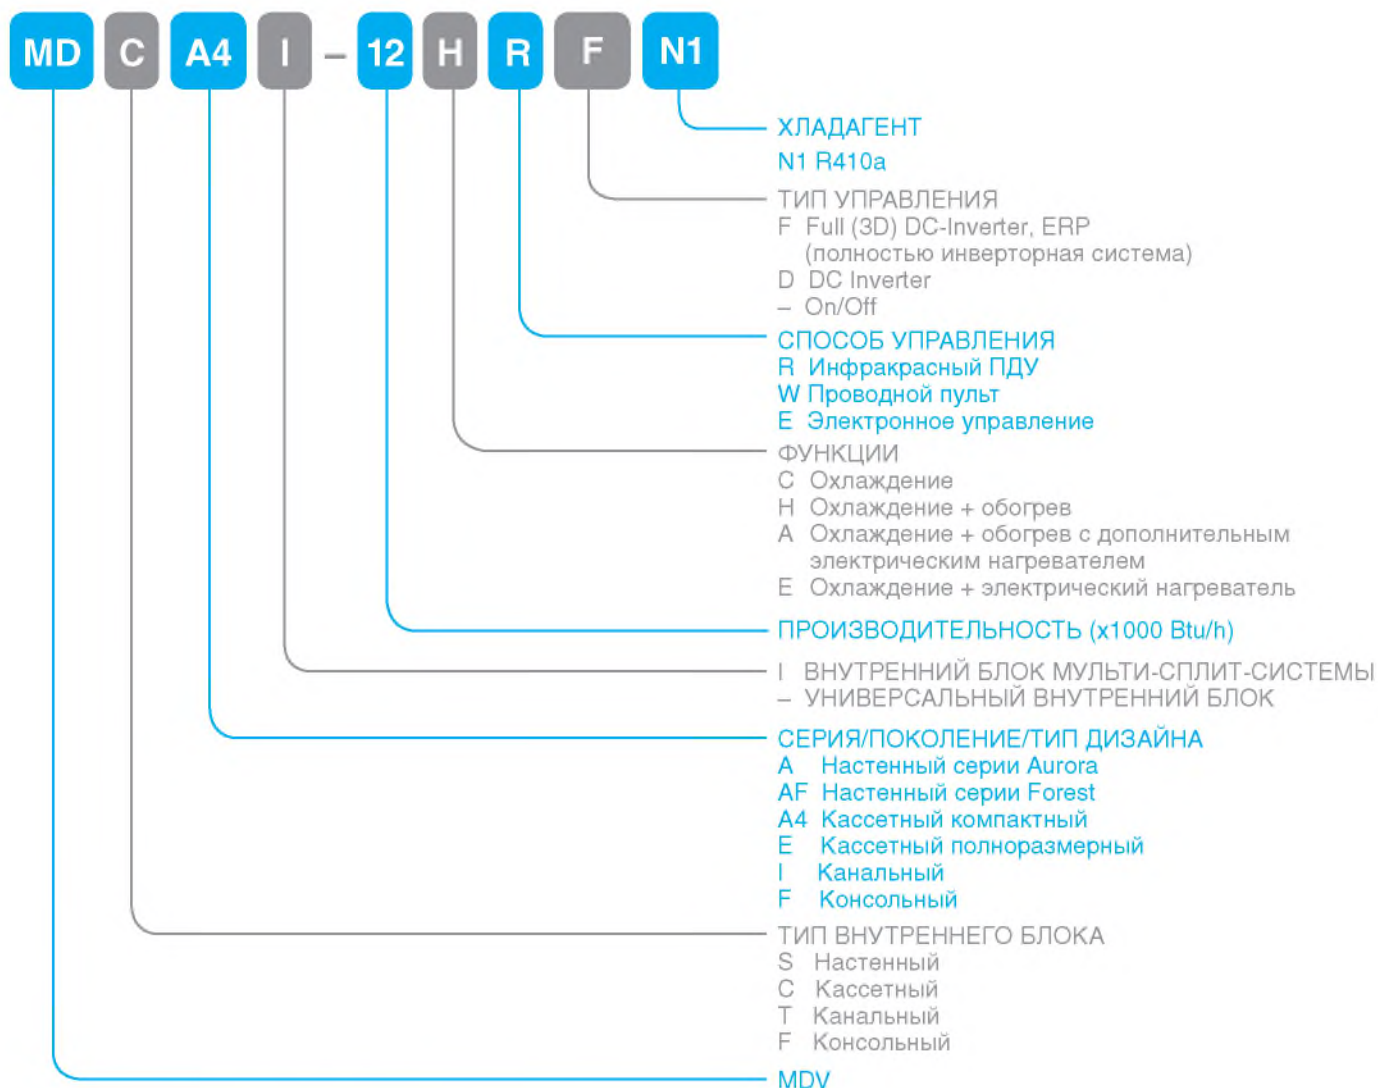 MD C A4 I – 12 H R F N1
ХЛАДАГЕНТ
N1 R410a
ТИП УПРАВЛЕНИЯ
F Full (3D) DC-Inverter, ERP
(полностью инверторная система)
D DC Inverter
– On/Off
СПОСОБ УПРАВЛЕНИЯ
R Инфракрасный ПДУ
W Проводной пульт
E Электронное управление
ФУНКЦИИ
C Охлаждение
H Охлаждение + обогрев
A Охлаждение + обогрев с дополнительным
электрическим нагревателем
E Охлаждение + электрический нагреватель
ПРОИЗВОДИТЕЛЬНОСТЬ (x1000 Btu/h)
I ВНУТРЕННИЙ БЛОК МУЛЬТИ-СПЛИТ-СИСТЕМЫ
– УНИВЕРСАЛЬНЫЙ ВНУТРЕННИЙ БЛОК
СЕРИЯ/ПОКОЛЕНИЕ/ТИП ДИЗАЙНА
A Настенный серии Aurora
AF Настенный серии Forest
A4 Кассетный компактный
E Кассетный полноразмерный
I Канальный
F Консольный
ТИП ВНУТРЕННЕГО БЛОКА
S Настенный
C Кассетный
T Канальный
F Консольный
MDV